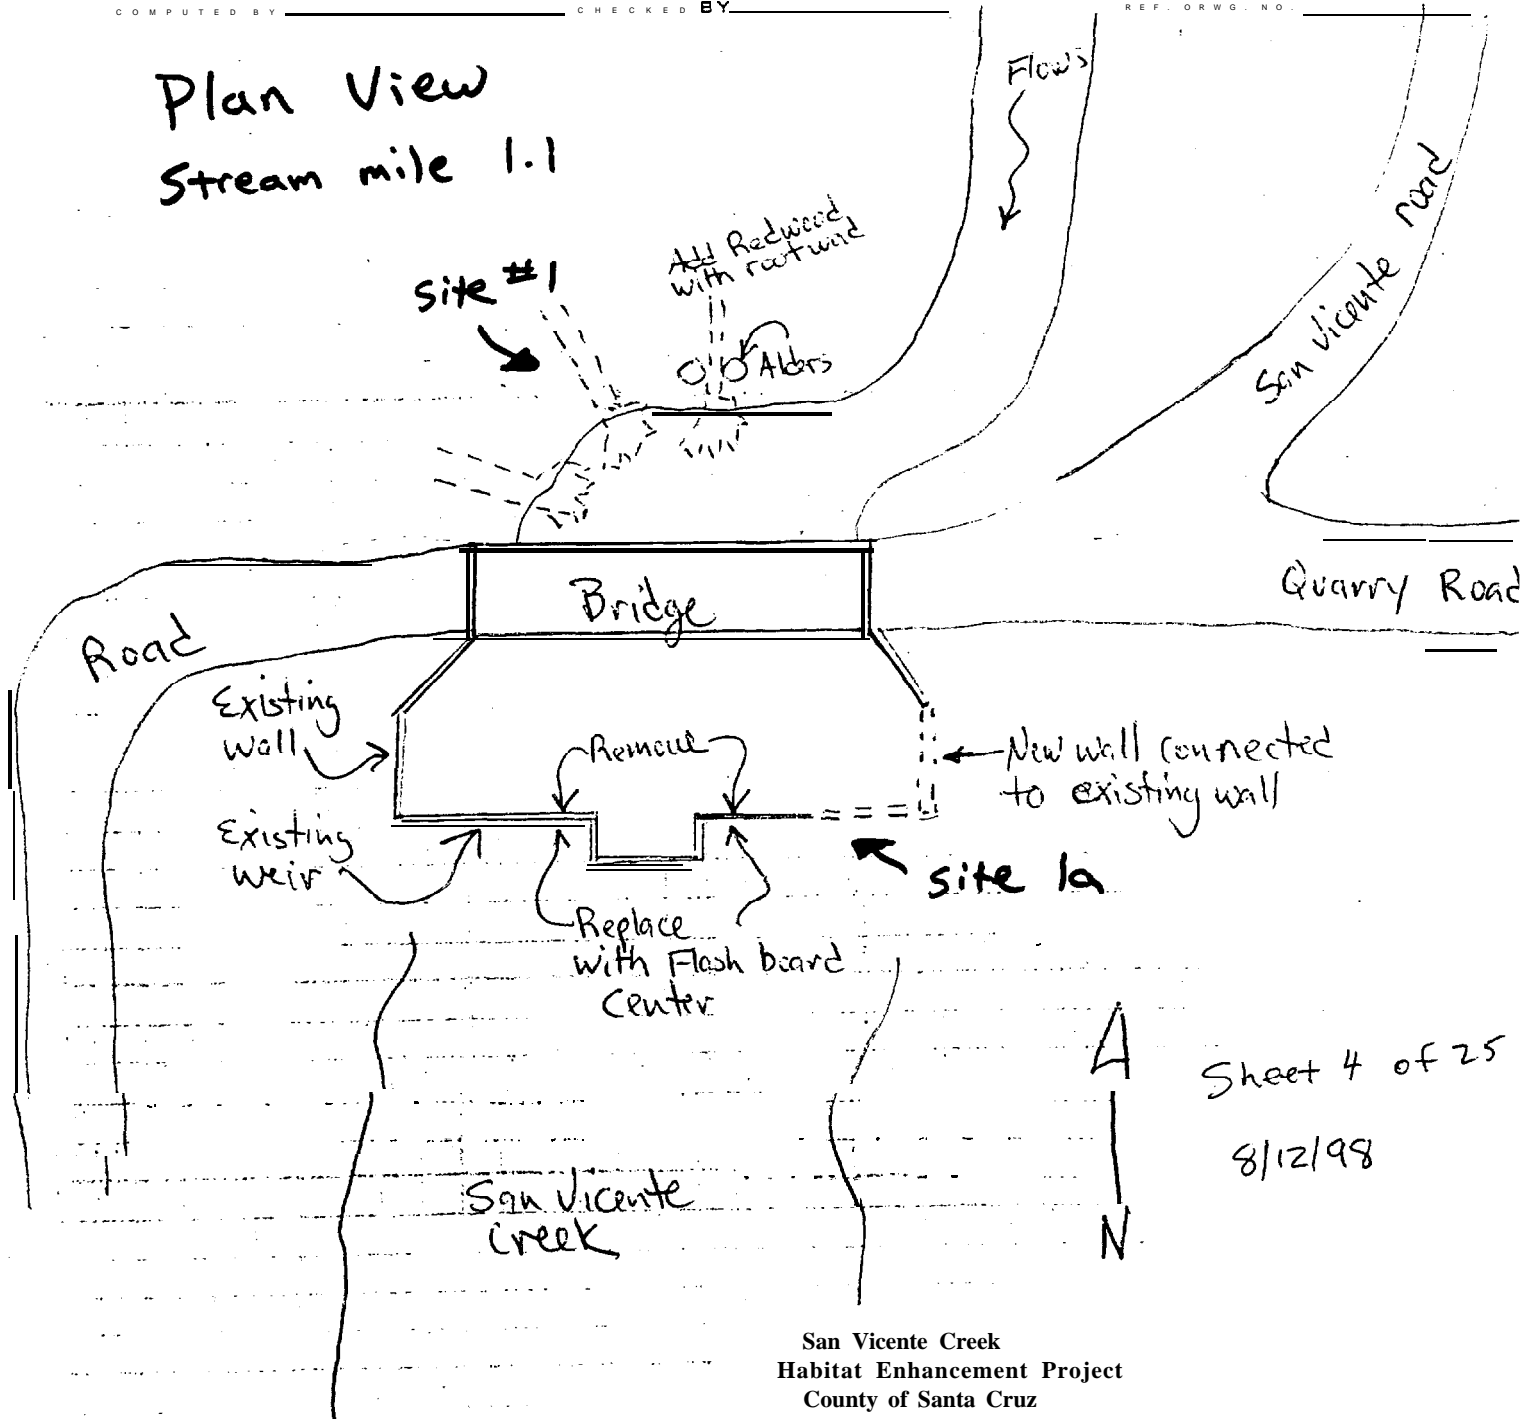 COMPUTED BY
CHECKED BY
REF. DRWG. NO.
Plan View
Stream mile 1.1
Flows
San Vicente road
Add Redwood
with rootwad
Site #1
Alders
Bridge
Quarry Road
Road
Existing
wall
Remove
New wall connected
to existing wall
Existing
weir
Site 1a
Replace
with Flash board
Center
Sheet 4 of 25
8/12/98
San Vicente
Creek
N
San Vicente Creek
Habitat Enhancement Project
County of Santa Cruz